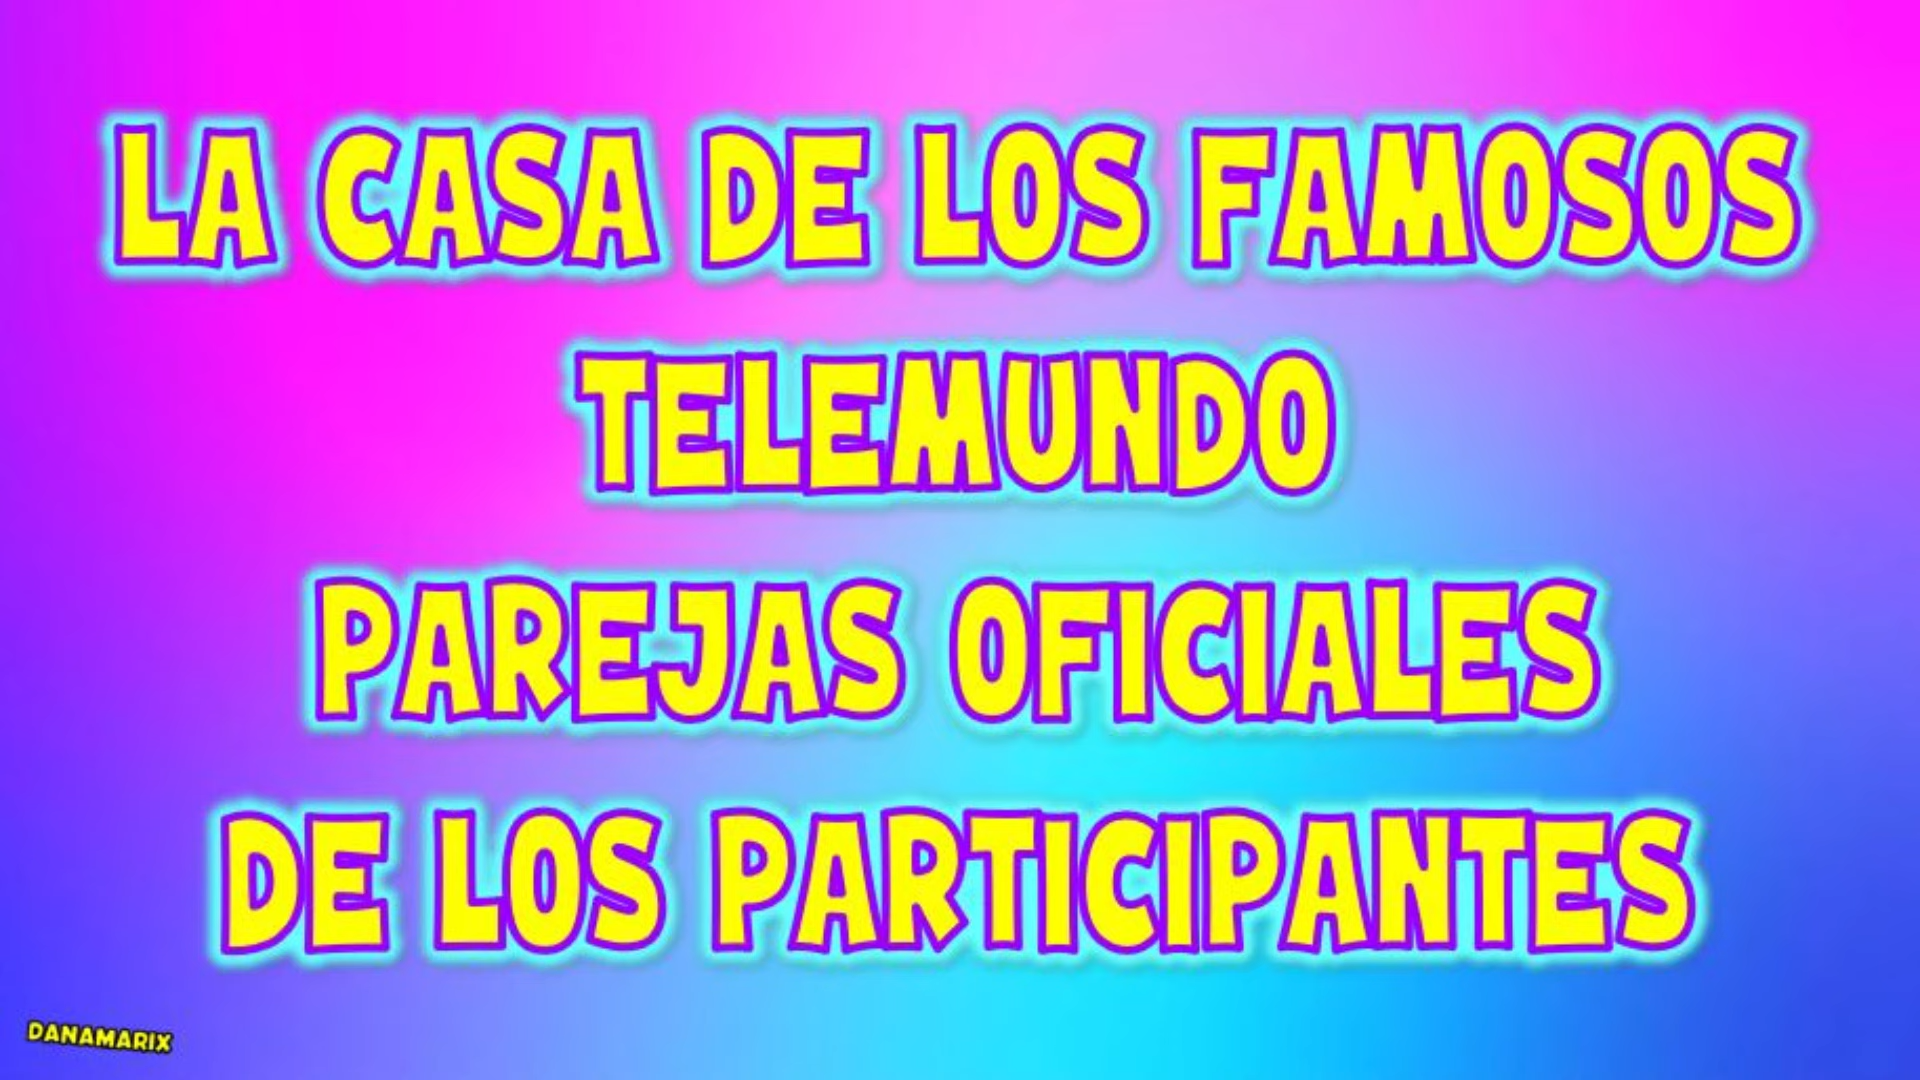 LA CASA DE LOS FAMOSOS
TELEMUNDO
PAREJAS OFICIALES
DE LOS PARTICIPANTES
DANAMARIX